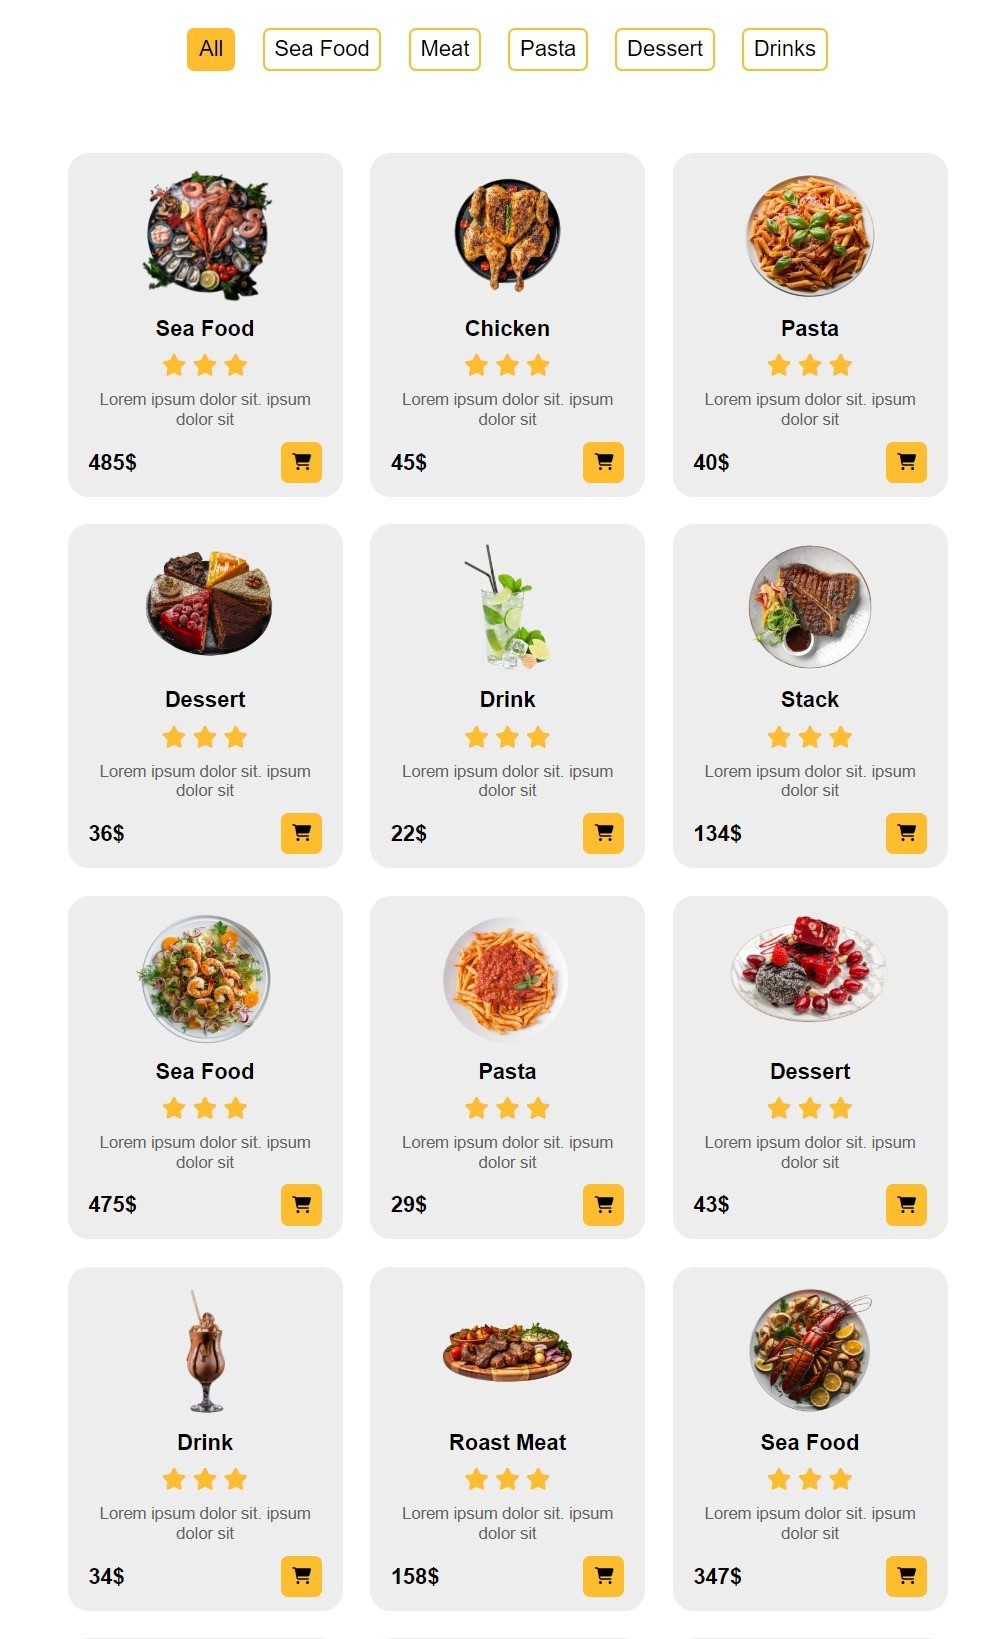 All Sea Food Meat Pasta Dessert Drinks
Sea Food
Lorem ipsum dolor sit. ipsum
dolor sit
485$
Chicken
Lorem ipsum dolor sit. ipsum
dolor sit
45$
Pasta
Lorem ipsum dolor sit. ipsum
dolor sit
40$
Dessert
Lorem ipsum dolor sit. ipsum
dolor sit
36$
Drink
Lorem ipsum dolor sit. ipsum
dolor sit
22$
Stack
Lorem ipsum dolor sit. ipsum
dolor sit
134$
Sea Food
Lorem ipsum dolor sit. ipsum
dolor sit
475$
Pasta
Lorem ipsum dolor sit. ipsum
dolor sit
29$
Dessert
Lorem ipsum dolor sit. ipsum
dolor sit
43$
Drink
Lorem ipsum dolor sit. ipsum
dolor sit
34$
Roast Meat
Lorem ipsum dolor sit. ipsum
dolor sit
158$
Sea Food
Lorem ipsum dolor sit. ipsum
dolor sit
347$